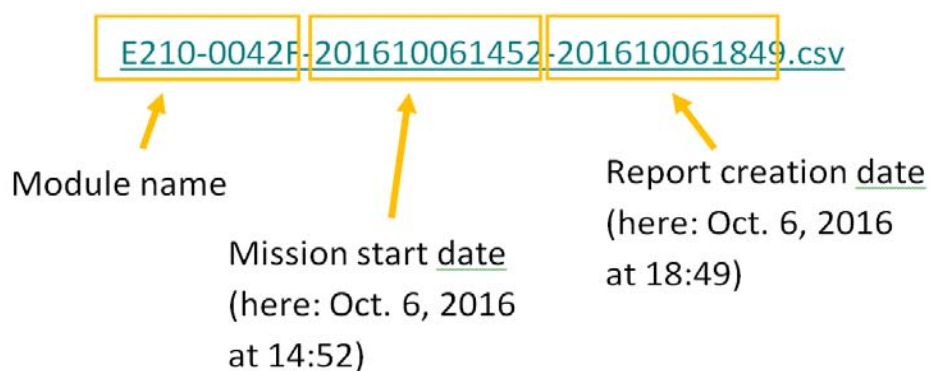 E210-0042F-201610061452-201610061849.csv
Module name
Mission start date
(here: Oct. 6, 2016
at 14:52)
Report creation date
(here: Oct. 6, 2016
at 18:49)